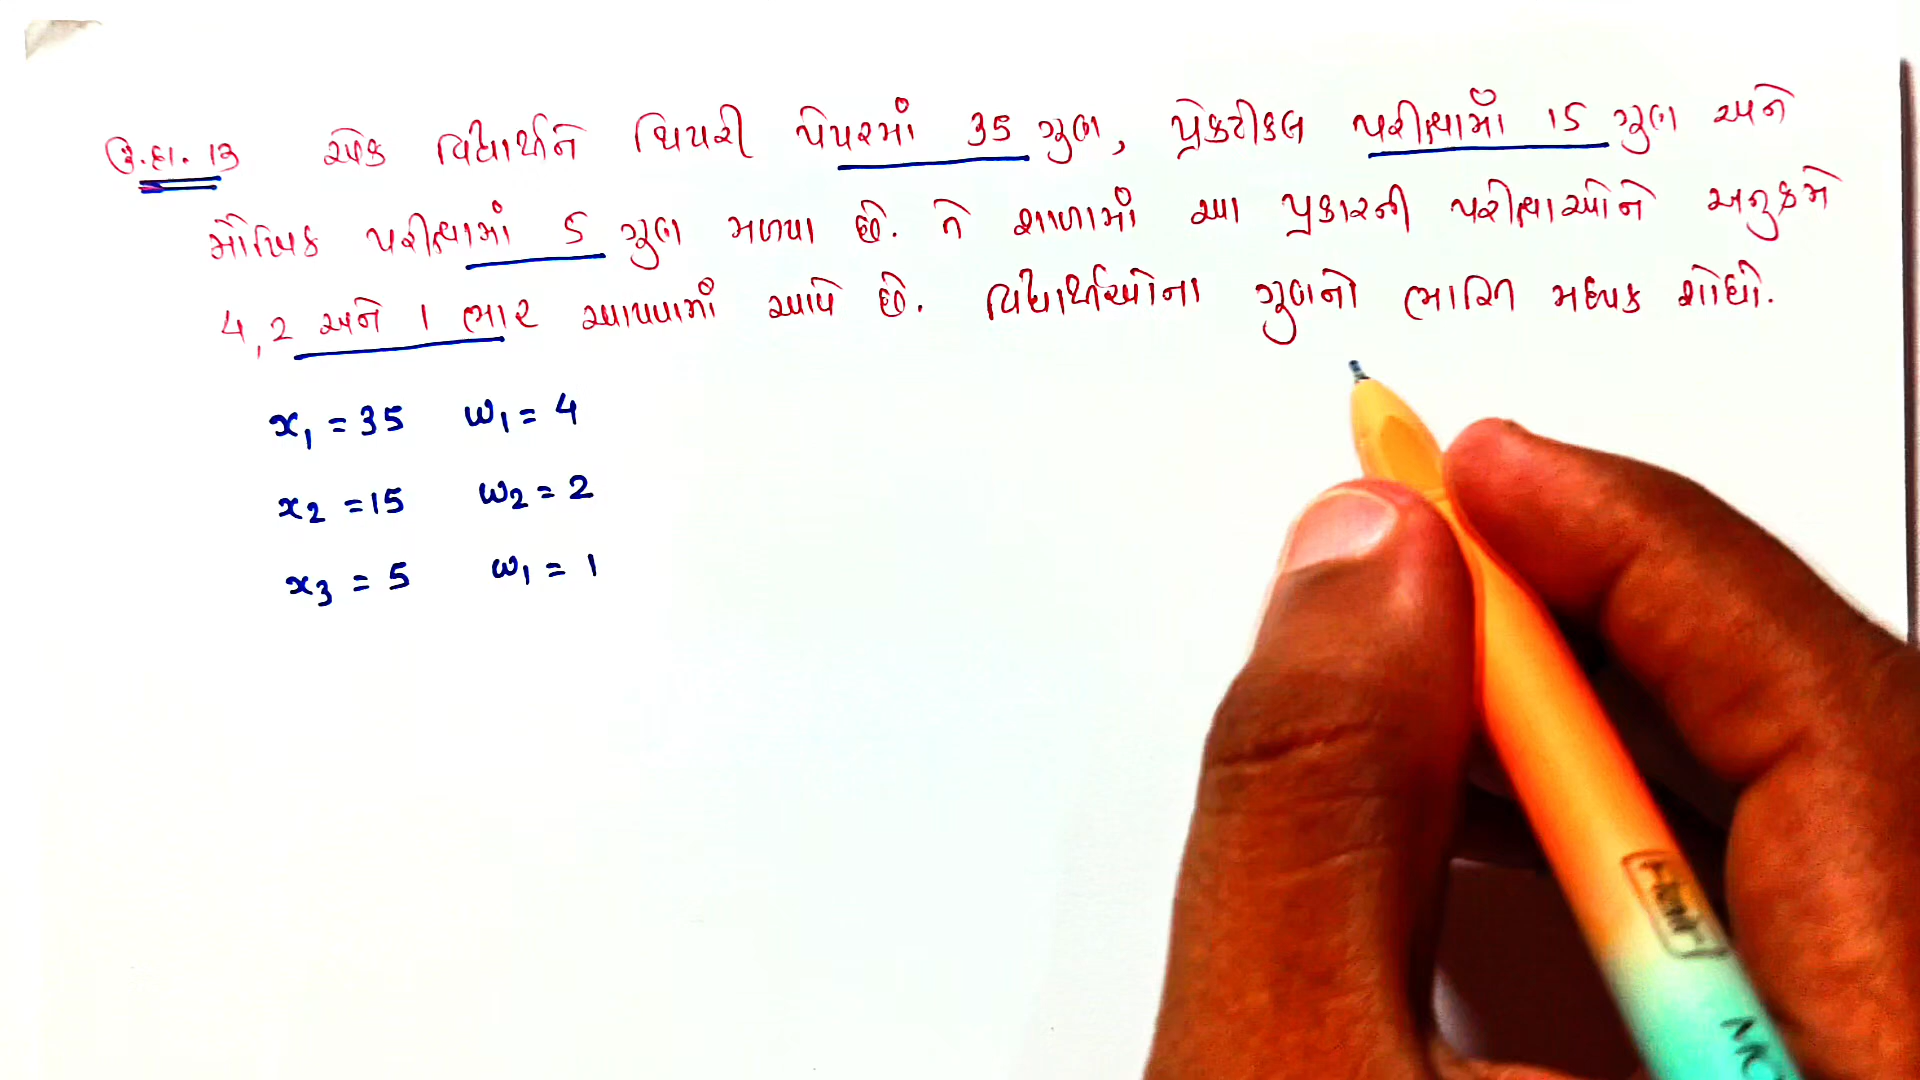 ઉ.દા. 13 એક વિદ્યાર્થીને થિયરી પેપરમાં 35 ગુણ, પ્રેક્ટીકલ પરીક્ષામાઁ 15 ગુણ અને
મૌખિક પરીક્ષામાં 5 ગુણ મળ્યા છે. તે શાળામાં આ પ્રકારની પરીક્ષાઓને અનુક્રમે
4, 2 અને 1 ભાર આપવામાં આવે છે. વિદ્યાર્થીઓના ગુણનો ભારિત મધ્યક શોધો.
x₁ = 35 w₁ = 4
x₂ = 15 w₂ = 2
x₃ = 5 w₁ = 1